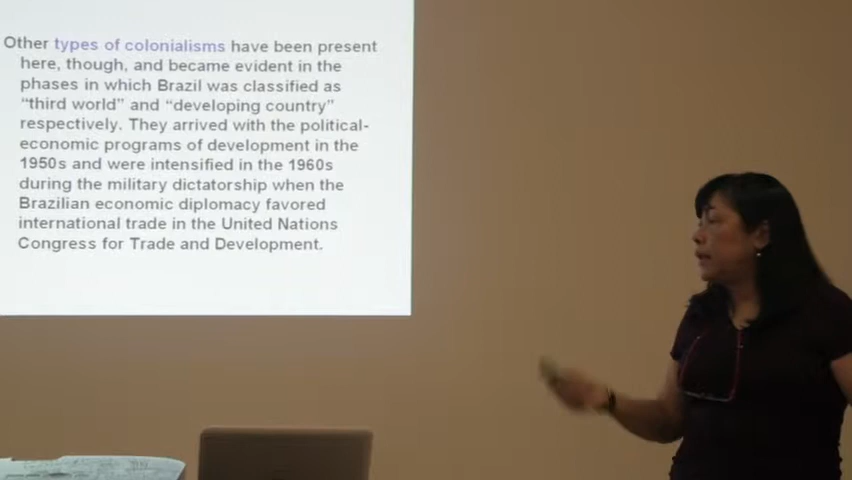 Other types of colonialisms have been present
here, though, and became evident in the
phases in which Brazil was classified as
“third world” and “developing country”
respectively. They arrived with the political-
economic programs of development in the
1950s and were intensified in the 1960s
during the military dictatorship when the
Brazilian economic diplomacy favored
international trade in the United Nations
Congress for Trade and Development.